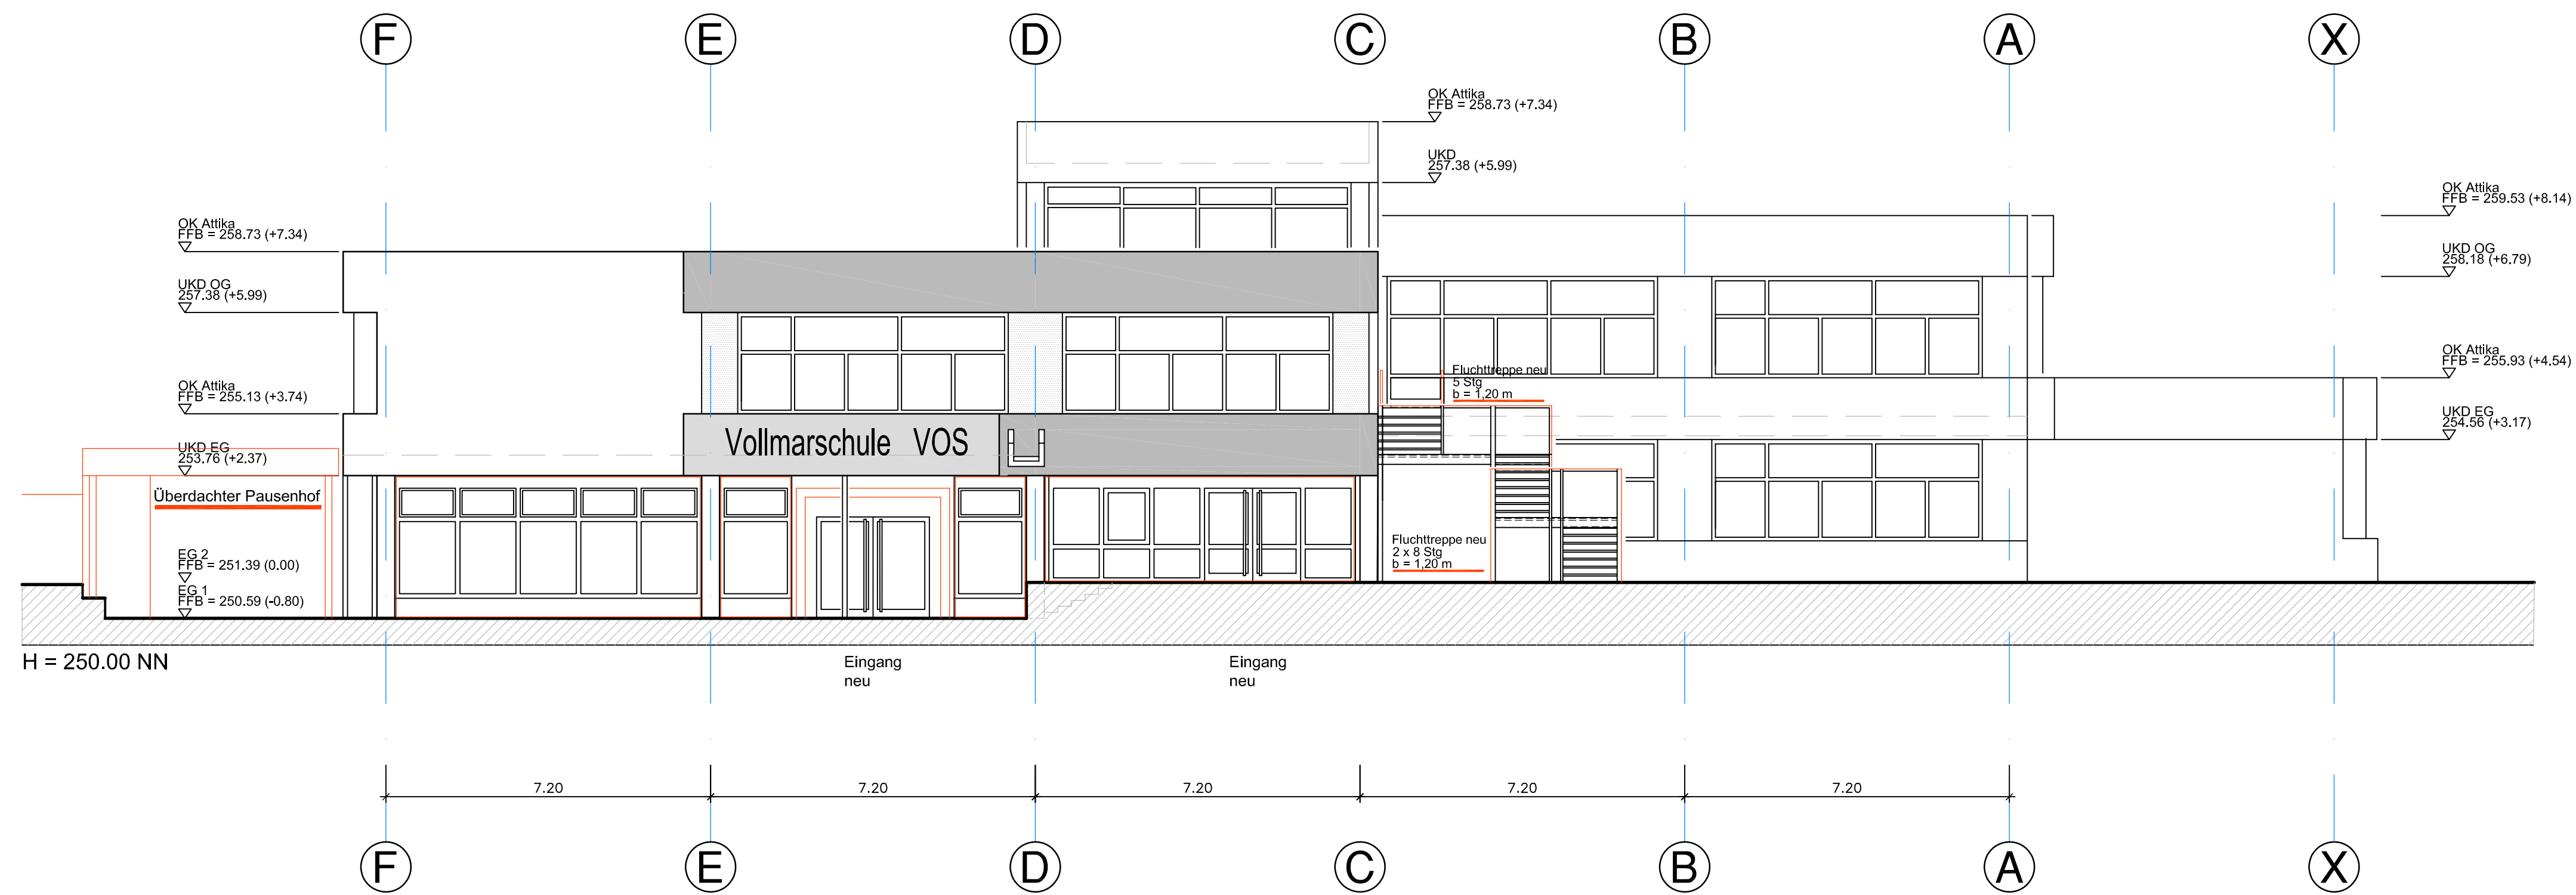 F E D C B A X
OK Attika
FFB = 258.73 (+7.34)
UKD
257.38 (+5.99)
OK Attika
FFB = 259.53 (+8.14)
UKD OG
258.18 (+6.79)
OK Attika
FFB = 255.93 (+4.54)
UKD EG
254.56 (+3.17)
OK Attika
FFB = 258.73 (+7.34)
UKD OG
257.38 (+5.99)
OK Attika
FFB = 255.13 (+3.74)
UKD EG
253.76 (+2.37)
Überdachter Pausenhof
EG 2
FFB = 251.39 (0.00)
EG 1
FFB = 250.59 (-0.80)
Vollmarschule VOS
Fluchttreppe neu
5 Stg
b = 1,20 m
Fluchttreppe neu
2 x 8 Stg
b = 1,20 m
H = 250.00 NN
Eingang
neu
Eingang
neu
7.20 7.20 7.20 7.20 7.20
F E D C B A X